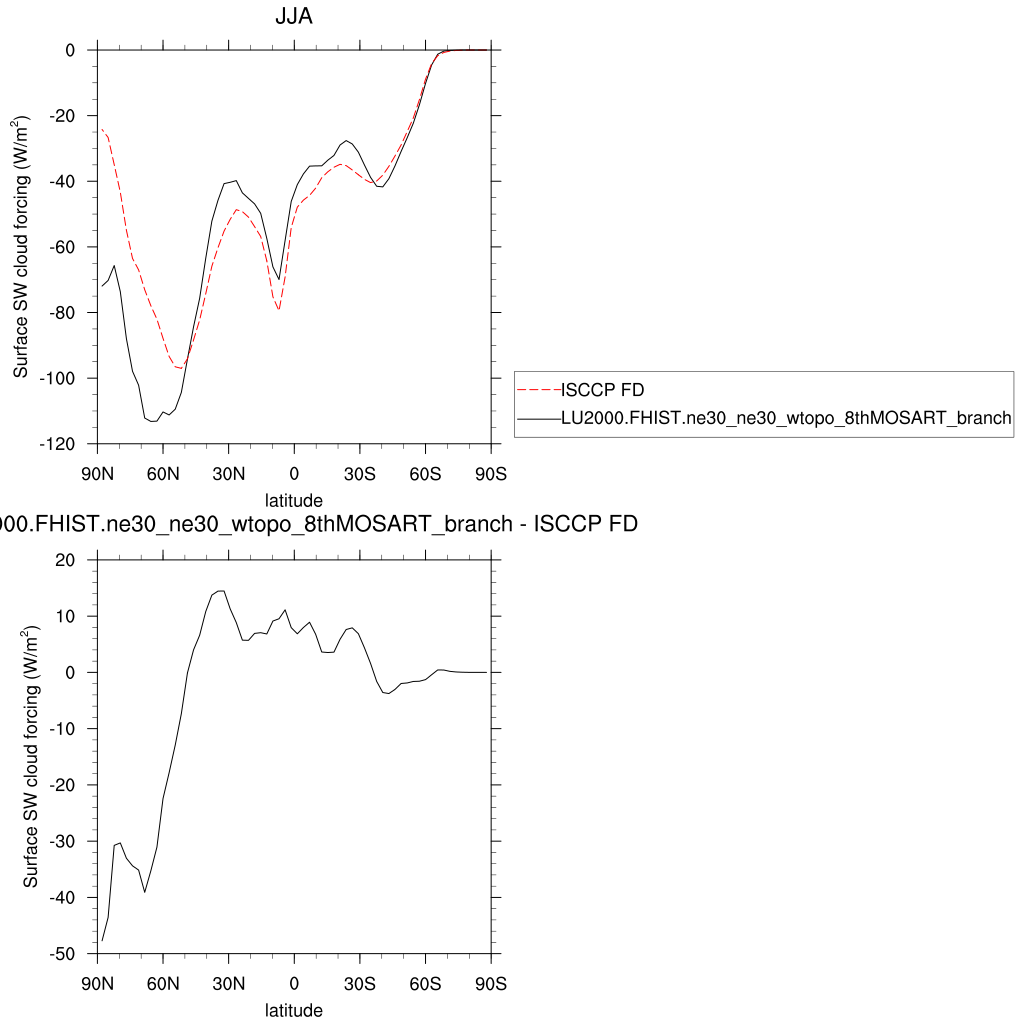 JJA
0
-20
-40
-60
-80
-100
-120
Surface SW cloud forcing (W/m²)
90N 60N 30N 0 30S 60S 90S
latitude
ISCCP FD
LU2000.FHIST.ne30_ne30_wtopo_8thMOSART_branch
00.FHIST.ne30_ne30_wtopo_8thMOSART_branch - ISCCP FD
20
10
0
-10
-20
-30
-40
-50
Surface SW cloud forcing (W/m²)
90N 60N 30N 0 30S 60S 90S
latitude